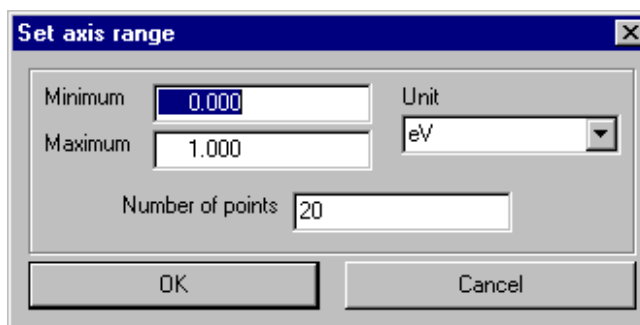 Set axis range
Minimum 0.000 Unit
Maximum 1.000 eV
Number of points 20
OK Cancel